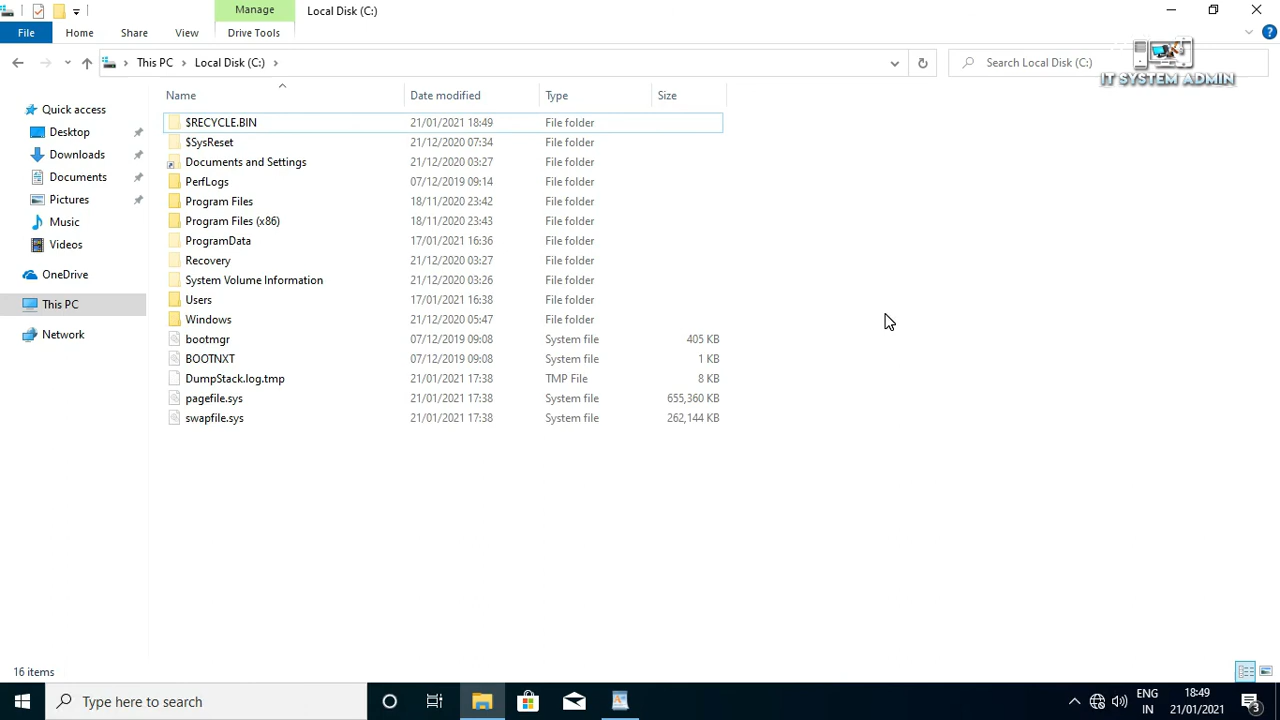 Manage
Local Disk (C:)
File
Home
Share
View
Drive Tools
This PC
Local Disk (C:)
Search Local Disk (C:)
IT SYSTEM ADMIN
Name
Date modified
Type
Size
Quick access
Desktop
Downloads
Documents
Pictures
Music
Videos
OneDrive
This PC
Network
$RECYCLE.BIN 21/01/2021 18:49 File folder
$SysReset 21/12/2020 07:34 File folder
Documents and Settings 21/12/2020 03:27 File folder
PerfLogs 07/12/2019 09:14 File folder
Program Files 18/11/2020 23:42 File folder
Program Files (x86) 18/11/2020 23:43 File folder
ProgramData 17/01/2021 16:36 File folder
Recovery 21/12/2020 03:27 File folder
System Volume Information 21/12/2020 03:26 File folder
Users 17/01/2021 16:38 File folder
Windows 21/12/2020 05:47 File folder
bootmgr 07/12/2019 09:08 System file 405 KB
BOOTNXT 07/12/2019 09:08 System file 1 KB
DumpStack.log.tmp 21/01/2021 17:38 TMP File 8 KB
pagefile.sys 21/01/2021 17:38 System file 655,360 KB
swapfile.sys 21/01/2021 17:38 System file 262,144 KB
16 items
Type here to search
ENG
IN
18:49
21/01/2021
3